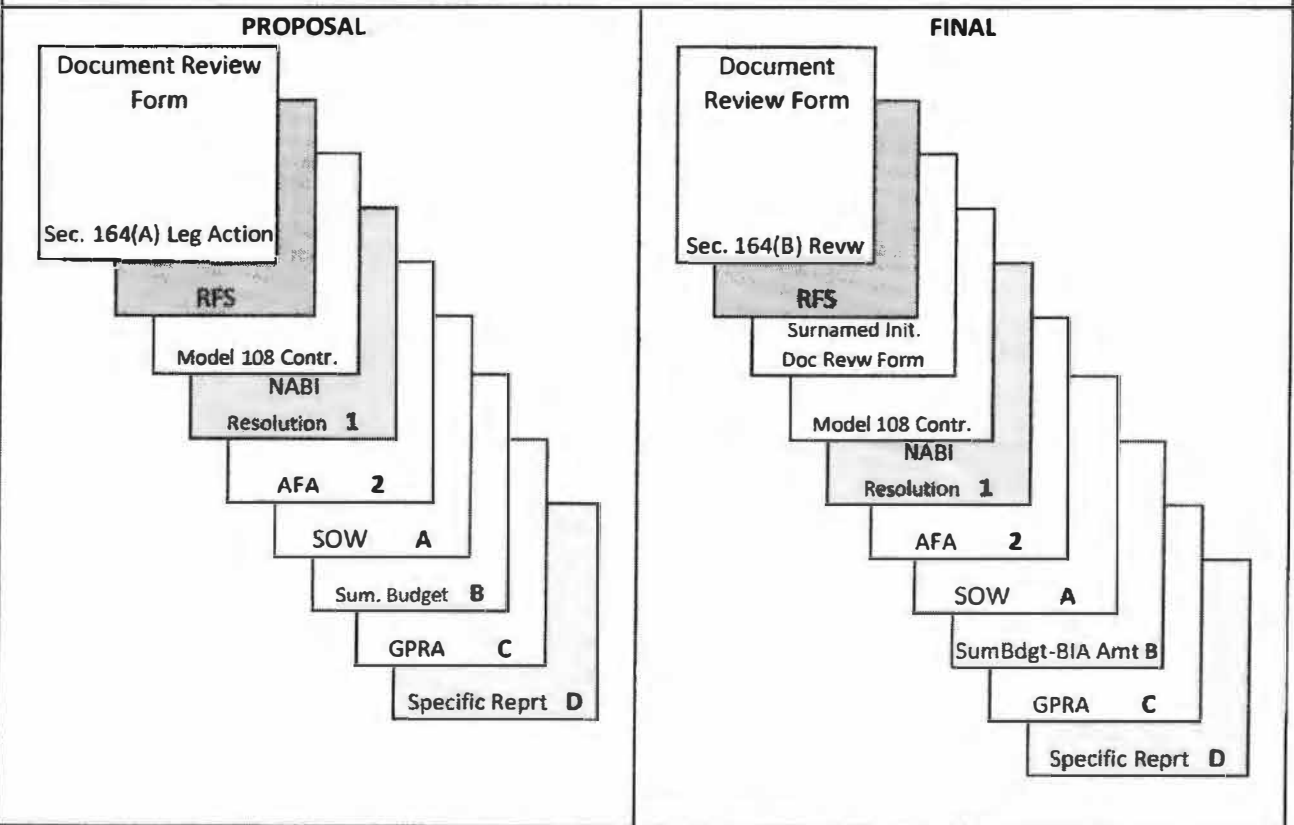 PROPOSAL
Document Review
Form
Sec. 164(A) Leg Action
RFS
Model 108 Contr.
NABI
Resolution 1
AFA 2
SOW A
Sum. Budget B
GPRA C
Specific Reprt D
FINAL
Document
Review Form
Sec. 164(B) Revw
RFS
Surnamed Init.
Doc Revw Form
Model 108 Contr.
NABI
Resolution 1
AFA 2
SOW A
SumBdgt-BIA Amt B
GPRA C
Specific Reprt D